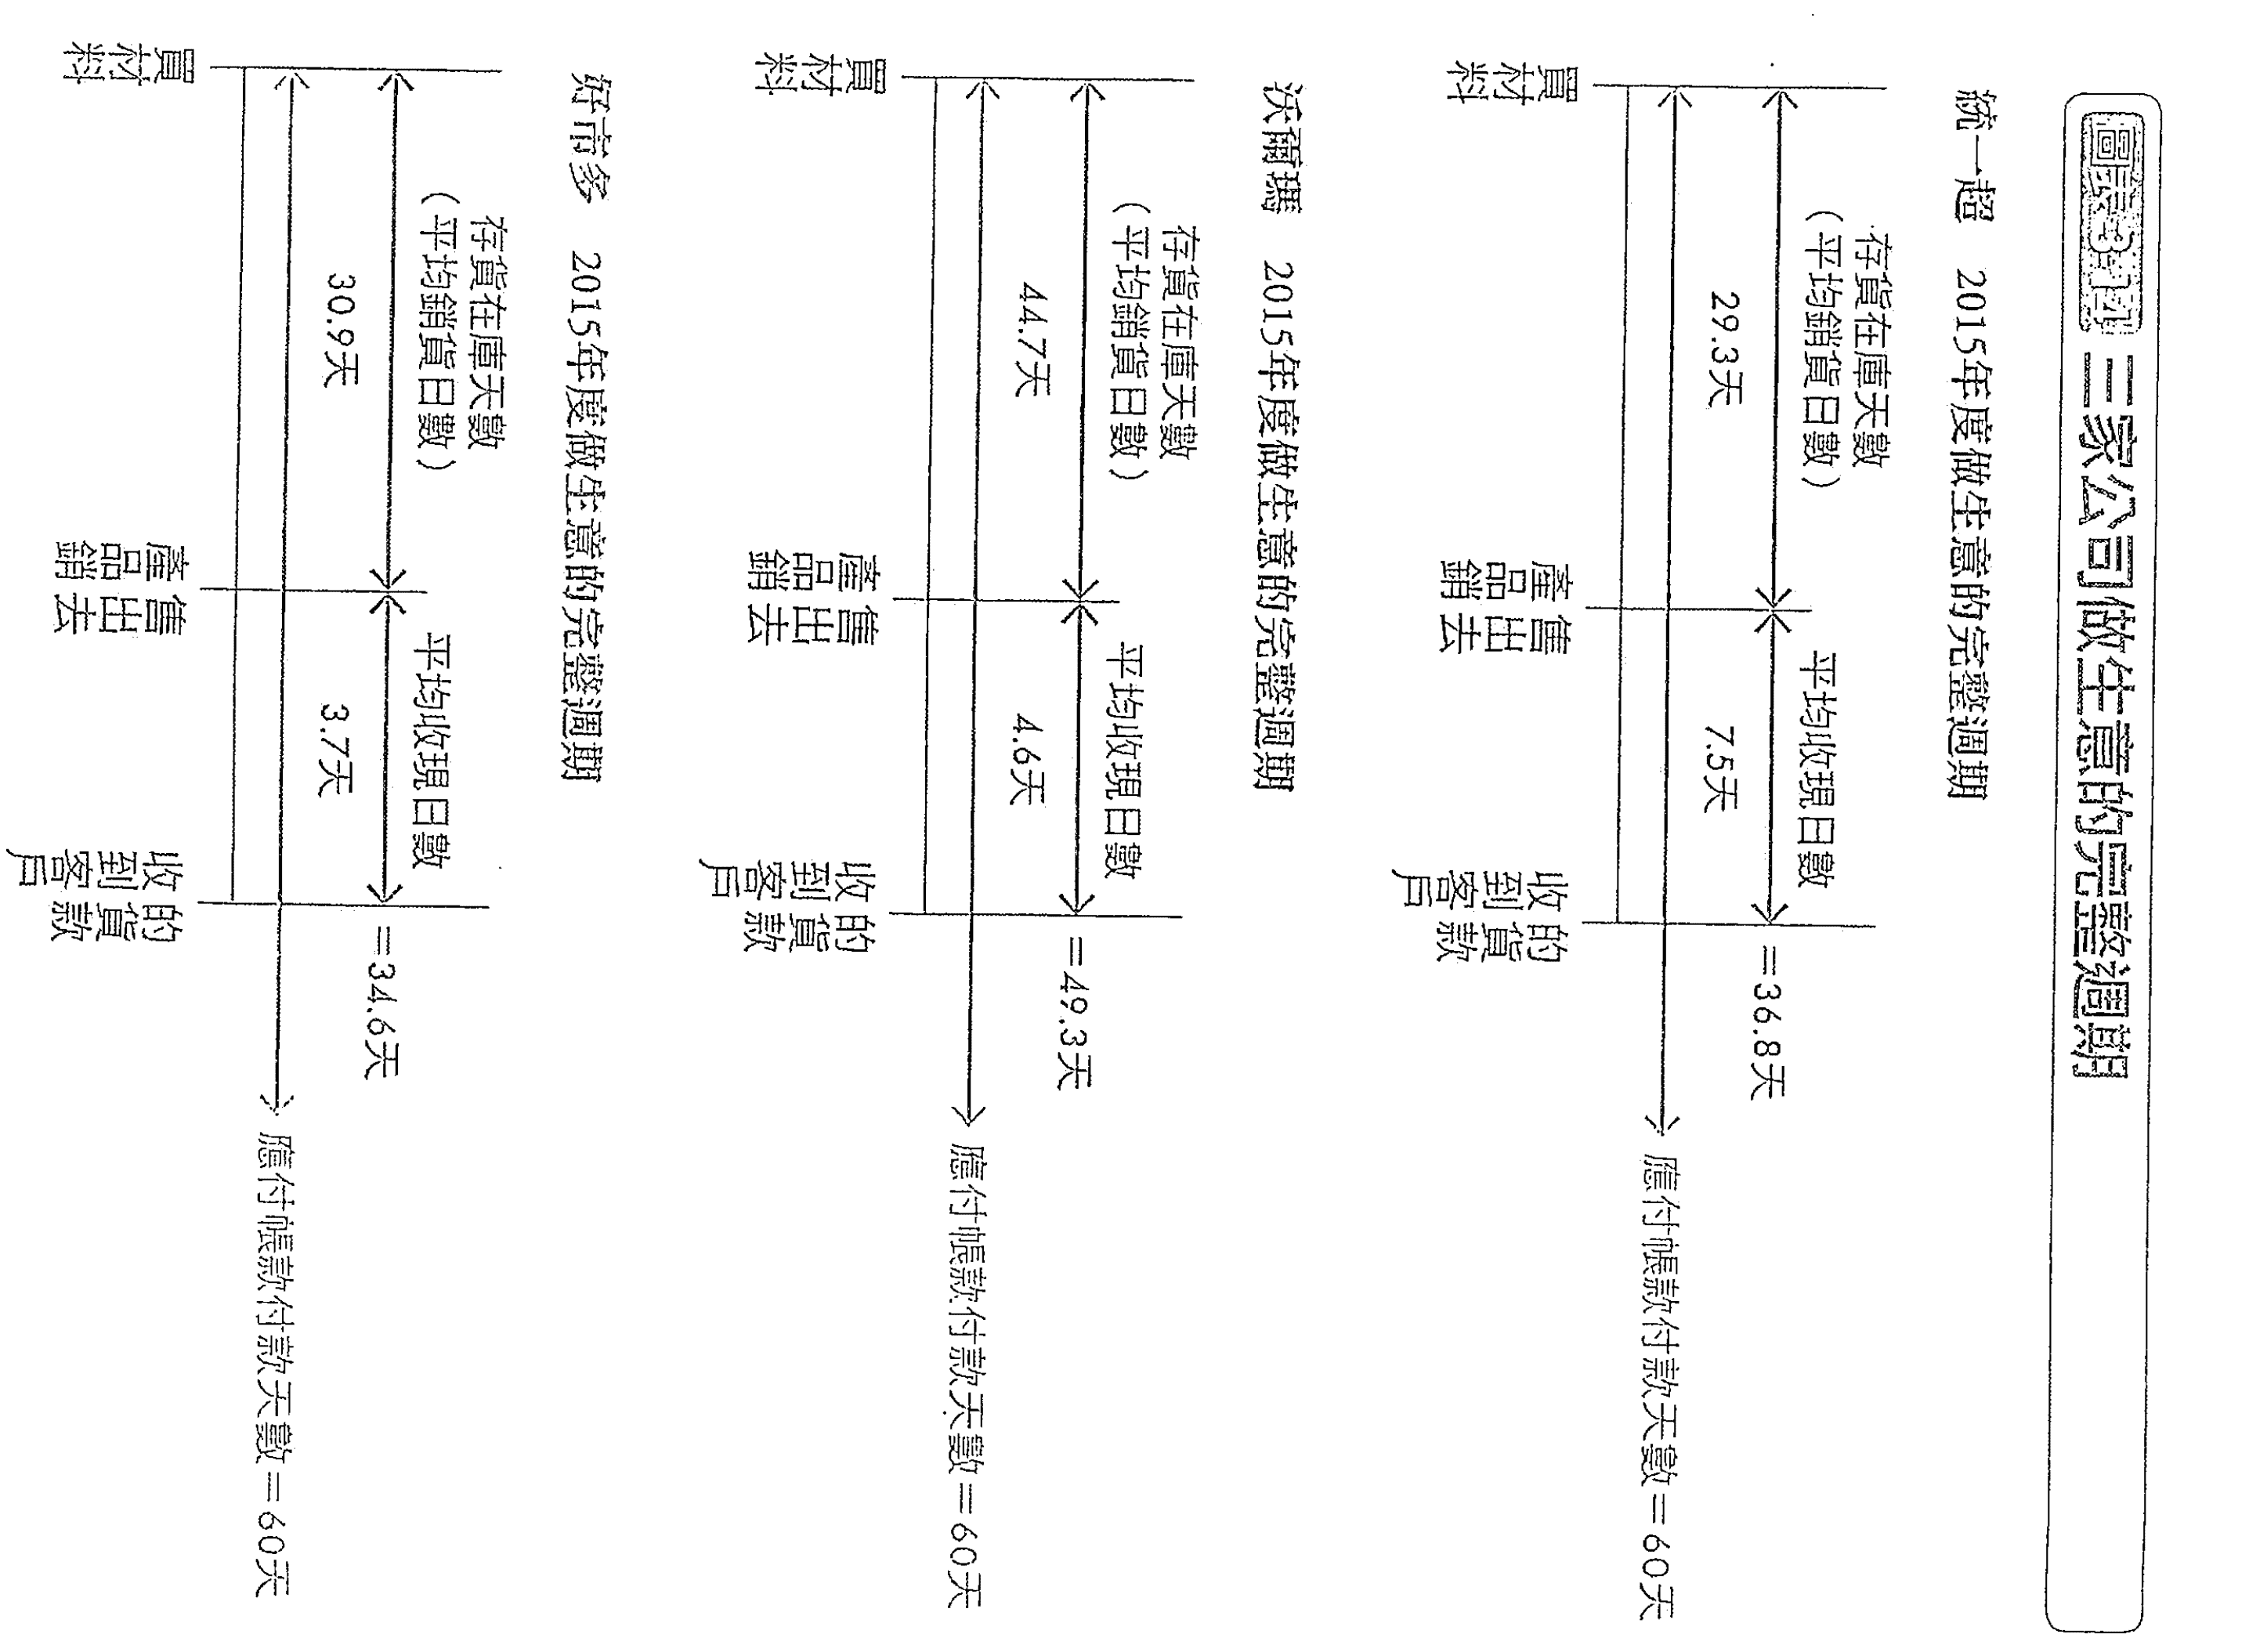 圖表3-1-4 三家公司做生意的完整週期
統一超 2015年度做生意的完整週期
存貨在庫天數
(平均銷貨日數)
平均收現日數
29.3天
7.5天
=36.8天
應付帳款付款天數=60天
買材料
產品銷售出去
收到客戶的貨款
沃爾瑪 2015年度做生意的完整週期
存貨在庫天數
(平均銷貨日數)
平均收現日數
44.7天
4.6天
=49.3天
應付帳款付款天數=60天
買材料
產品銷售出去
收到客戶的貨款
好市多 2015年度做生意的完整週期
存貨在庫天數
(平均銷貨日數)
平均收現日數
30.9天
3.7天
=34.6天
應付帳款付款天數=60天
買材料
產品銷售出去
收到客戶的貨款